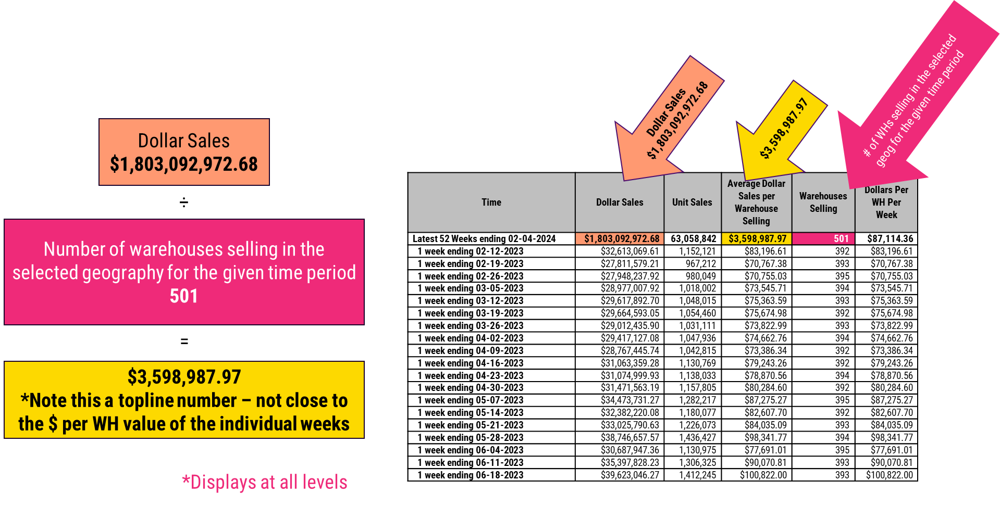 Dollar Sales
$1,803,092,972.68
÷
Number of warehouses selling in the
selected geography for the given time period
501
=
$3,598,987.97
*Note this a topline number – not close to
the $ per WH value of the individual weeks
*Displays at all levels
Dollar Sales
$1,803,092,972.68
$3,598,987.97
# of WHs selling in the selected
geog for the given time period
Time Dollar Sales Unit Sales Average Dollar Sales per Warehouse Selling Warehouses Selling Dollars Per WH Per Week
Latest 52 Weeks ending 02-04-2024 $1,803,092,972.68 63,058,842 $3,598,987.97 501 $87,114.36
1 week ending 02-12-2023 $32,613,069.61 1,152,121 $83,196.61 392 $83,196.61
1 week ending 02-19-2023 $27,811,579.21 967,212 $70,767.38 393 $70,767.38
1 week ending 02-26-2023 $27,948,237.92 980,049 $70,755.03 395 $70,755.03
1 week ending 03-05-2023 $28,977,007.92 1,018,002 $73,545.71 394 $73,545.71
1 week ending 03-12-2023 $29,617,892.70 1,048,015 $75,363.59 393 $75,363.59
1 week ending 03-19-2023 $29,664,593.05 1,054,460 $75,674.98 392 $75,674.98
1 week ending 03-26-2023 $29,012,435.90 1,031,111 $73,822.99 393 $73,822.99
1 week ending 04-02-2023 $29,417,127.08 1,047,936 $74,662.76 394 $74,662.76
1 week ending 04-09-2023 $28,767,445.74 1,042,815 $73,386.34 392 $73,386.34
1 week ending 04-16-2023 $31,063,359.28 1,130,769 $79,243.26 392 $79,243.26
1 week ending 04-23-2023 $31,074,999.93 1,138,033 $78,870.56 394 $78,870.56
1 week ending 04-30-2023 $31,471,563.19 1,157,805 $80,284.60 392 $80,284.60
1 week ending 05-07-2023 $34,473,731.27 1,282,217 $87,275.27 395 $87,275.27
1 week ending 05-14-2023 $32,382,220.08 1,180,077 $82,607.70 392 $82,607.70
1 week ending 05-21-2023 $33,025,790.63 1,226,073 $84,035.09 393 $84,035.09
1 week ending 05-28-2023 $38,746,657.57 1,436,427 $98,341.77 394 $98,341.77
1 week ending 06-04-2023 $30,687,947.36 1,130,975 $77,691.01 395 $77,691.01
1 week ending 06-11-2023 $35,397,828.23 1,306,325 $90,070.81 393 $90,070.81
1 week ending 06-18-2023 $39,623,046.27 1,412,245 $100,822.00 393 $100,822.00